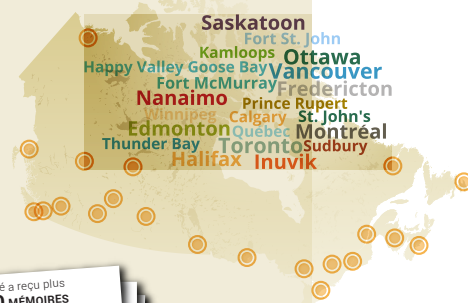 Saskatoon
Fort St. John
Kamloops Ottawa
Happy Valley Goose Bay Vancouver
Fort McMurray Fredericton
Nanaimo Prince Rupert
Winnipeg Calgary St. John's
Edmonton Québec Montréal
Thunder Bay Toronto Sudbury
Halifax Inuvik
é a reçu plus
MÉMOIRES